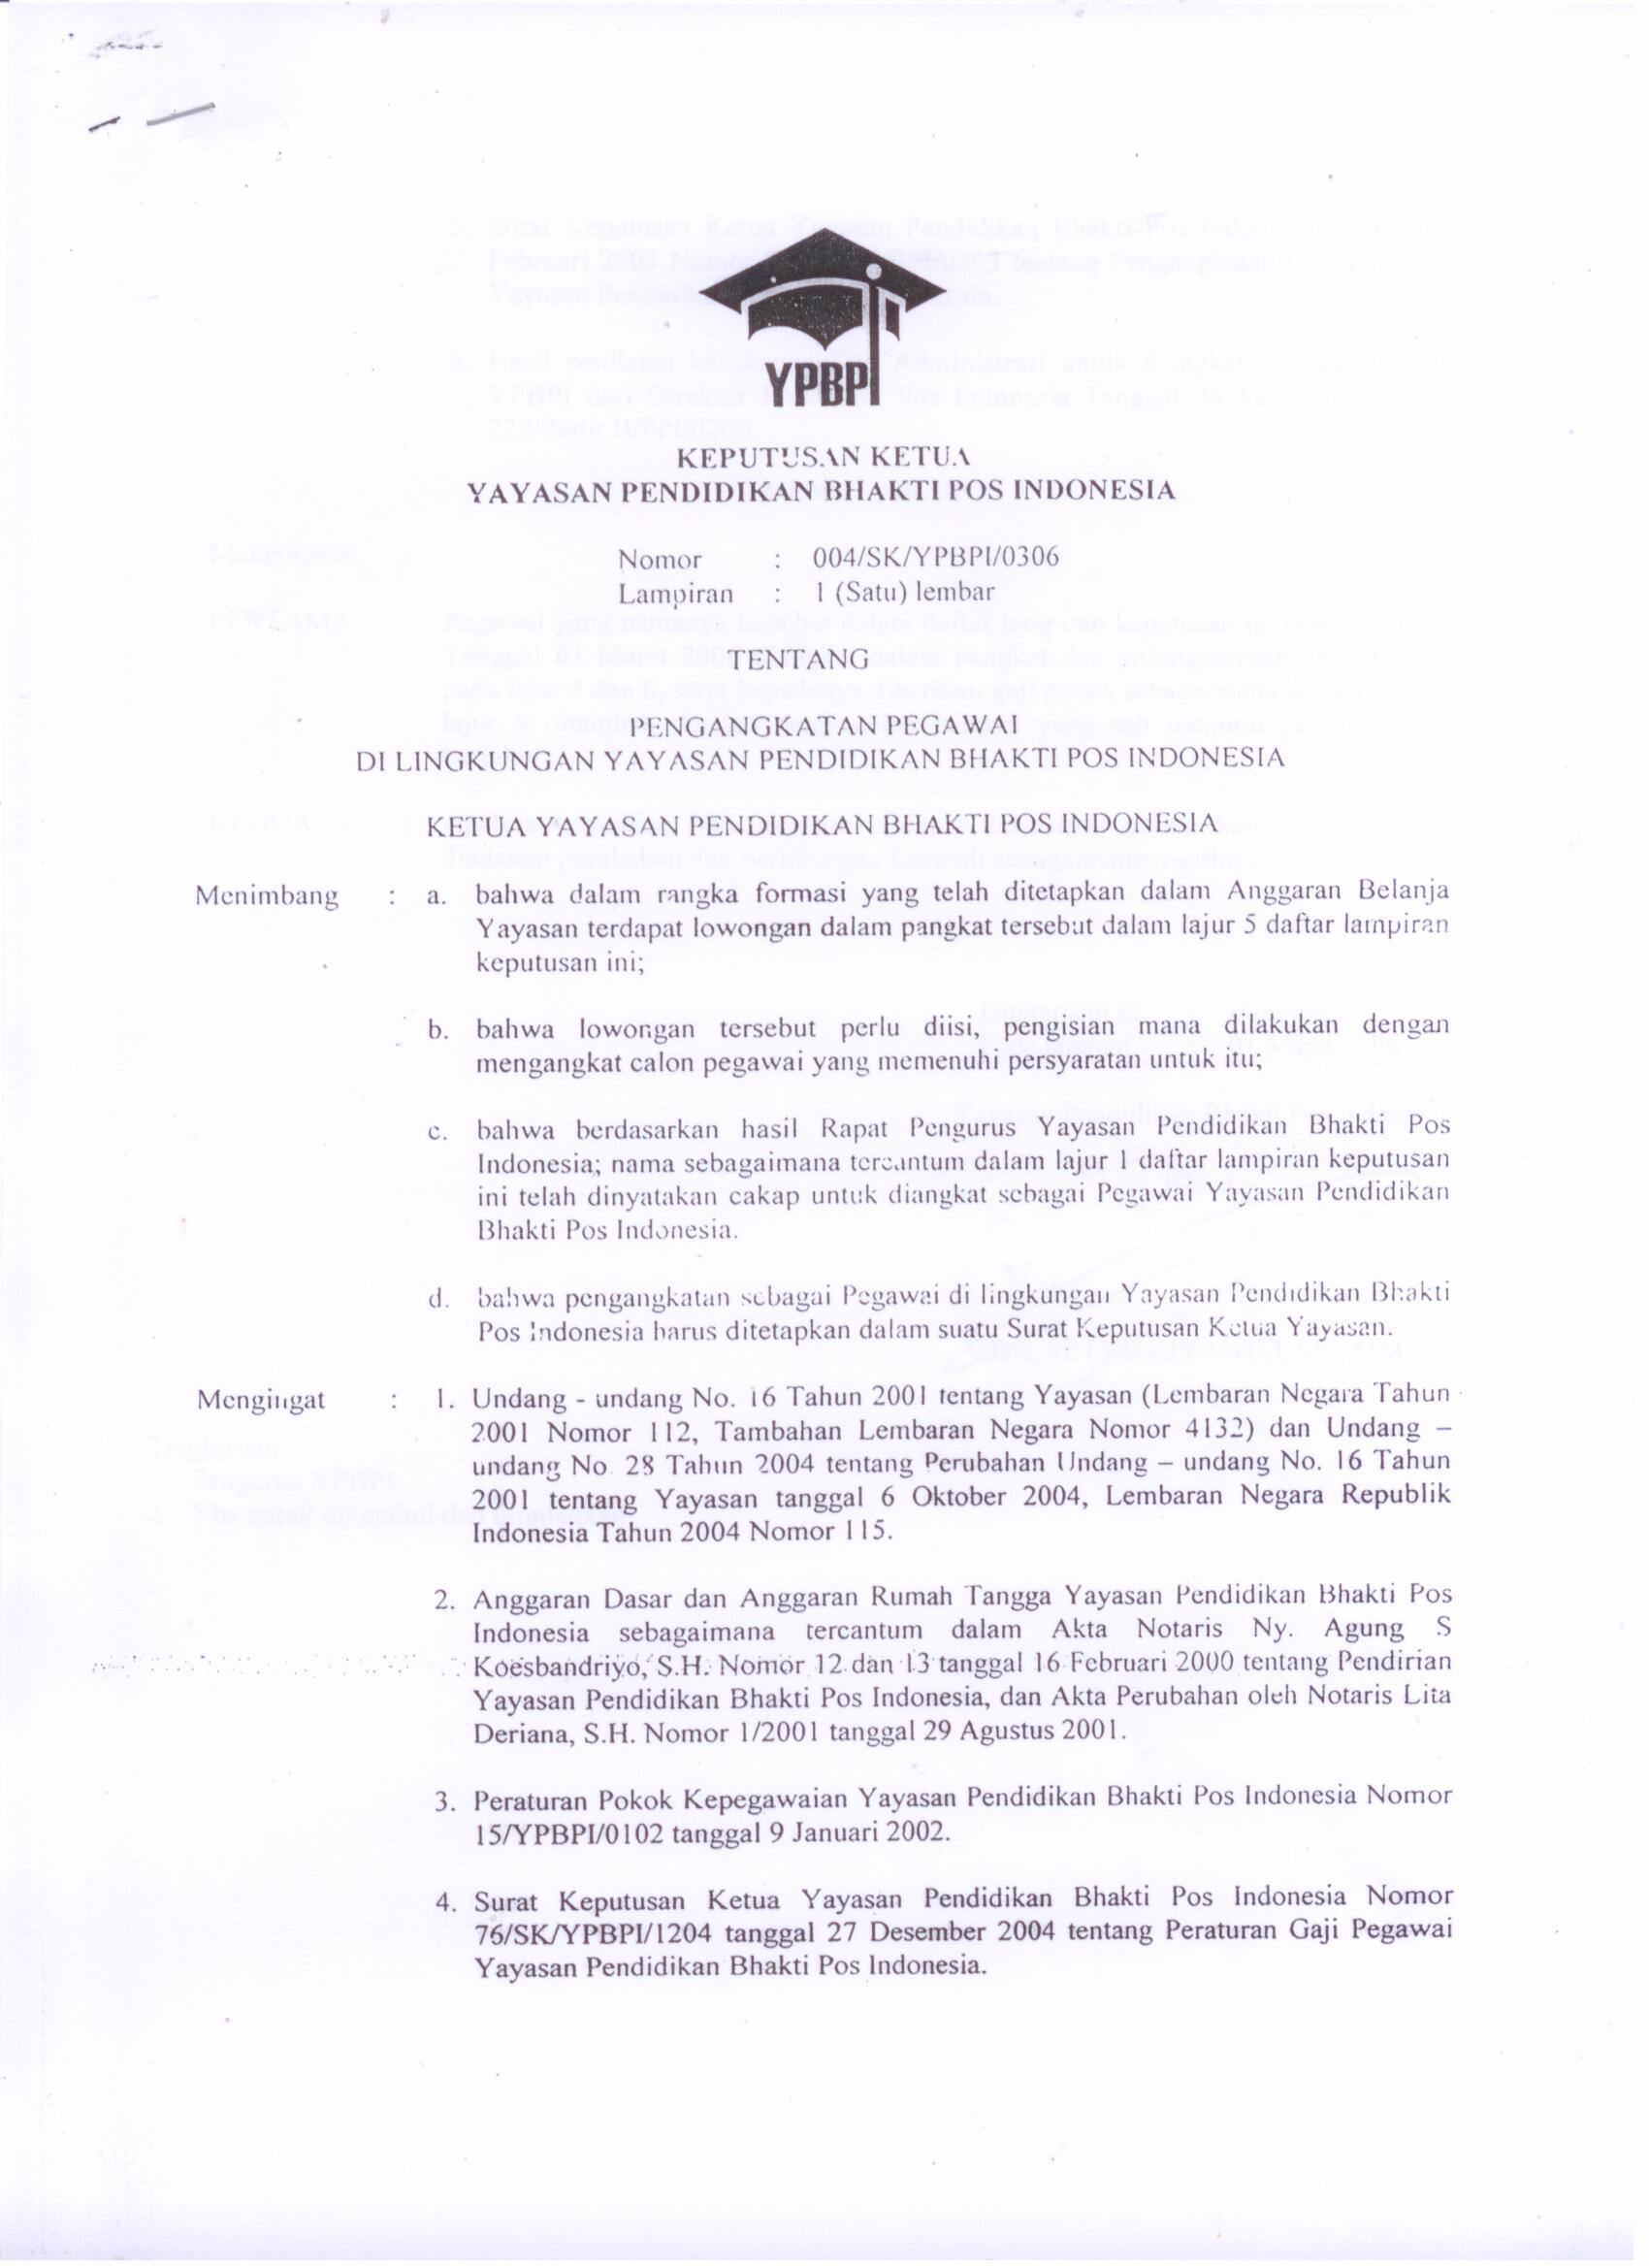 YPBPI
KEPUTUSAN KETUA
YAYASAN PENDIDIKAN BHAKTI POS INDONESIA
Nomor : 004/SK/YPBPI/0306
Lampiran : 1 (Satu) lembar
TENTANG
PENGANGKATAN PEGAWAI
DI LINGKUNGAN YAYASAN PENDIDIKAN BHAKTI POS INDONESIA
KETUA YAYASAN PENDIDIKAN BHAKTI POS INDONESIA
Menimbang : a. bahwa dalam rangka formasi yang telah ditetapkan dalam Anggaran Belanja
Yayasan terdapat lowongan dalam pangkat tersebut dalam lajur 5 daftar lampiran
keputusan ini;
b. bahwa lowongan tersebut perlu diisi, pengisian mana dilakukan dengan
mengangkat calon pegawai yang memenuhi persyaratan untuk itu;
c. bahwa berdasarkan hasil Rapat Pengurus Yayasan Pendidikan Bhakti Pos
Indonesia; nama sebagaimana tercantum dalam lajur 1 daftar lampiran keputusan
ini telah dinyatakan cakap untuk diangkat sebagai Pegawai Yayasan Pendidikan
Bhakti Pos Indonesia.
d. bahwa pengangkatan sebagai Pegawai di lingkungan Yayasan Pendidikan Bhakti
Pos Indonesia harus ditetapkan dalam suatu Surat Keputusan Ketua Yayasan.
Mengingat : 1. Undang - undang No. 16 Tahun 2001 tentang Yayasan (Lembaran Negara Tahun
2001 Nomor 112, Tambahan Lembaran Negara Nomor 4132) dan Undang –
undang No. 28 Tahun 2004 tentang Perubahan Undang – undang No. 16 Tahun
2001 tentang Yayasan tanggal 6 Oktober 2004, Lembaran Negara Republik
Indonesia Tahun 2004 Nomor 115.
2. Anggaran Dasar dan Anggaran Rumah Tangga Yayasan Pendidikan Bhakti Pos
Indonesia sebagaimana tercantum dalam Akta Notaris Ny. Agung S
Koesbandriyo, S.H. Nomor 12 dan 13 tanggal 16 Februari 2000 tentang Pendirian
Yayasan Pendidikan Bhakti Pos Indonesia, dan Akta Perubahan oleh Notaris Lita
Deriana, S.H. Nomor 1/2001 tanggal 29 Agustus 2001.
3. Peraturan Pokok Kepegawaian Yayasan Pendidikan Bhakti Pos Indonesia Nomor
15/YPBPI/0102 tanggal 9 Januari 2002.
4. Surat Keputusan Ketua Yayasan Pendidikan Bhakti Pos Indonesia Nomor
76/SK/YPBPI/1204 tanggal 27 Desember 2004 tentang Peraturan Gaji Pegawai
Yayasan Pendidikan Bhakti Pos Indonesia.